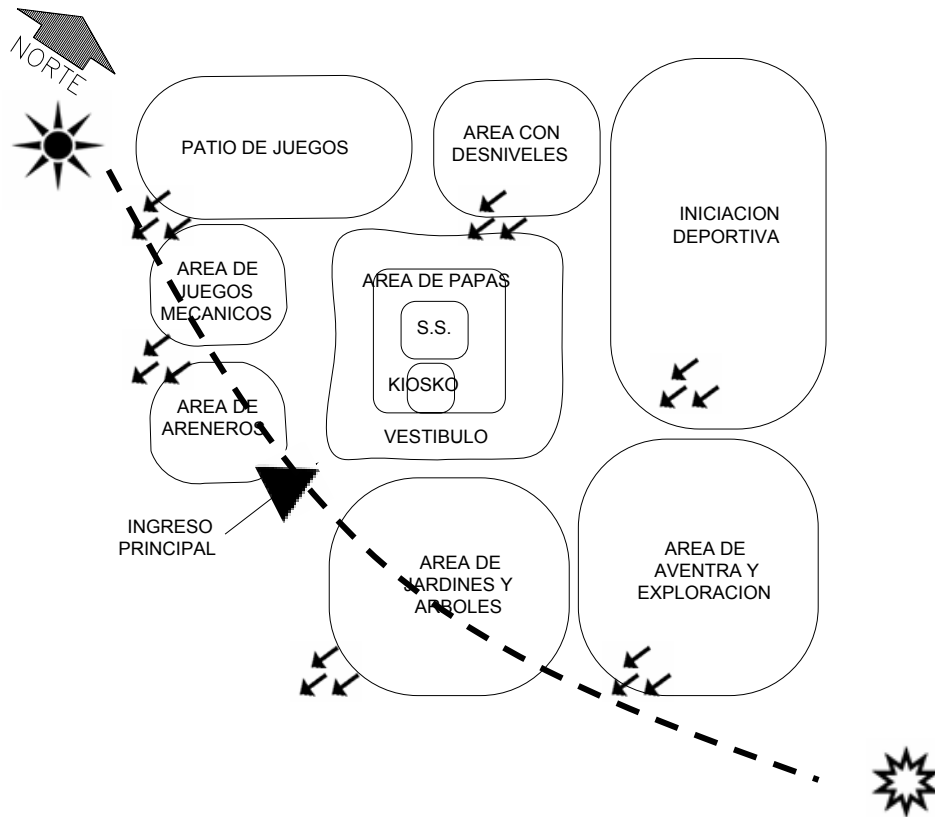 NORTE
PATIO DE JUEGOS
AREA CON
DESNIVELES
INICIACION
DEPORTIVA
AREA DE
JUEGOS
MECANICOS
AREA DE PAPAS
S.S.
KIOSKO
VESTIBULO
AREA DE
ARENEROS
INGRESO
PRINCIPAL
AREA DE
JARDINES Y
ARBOLES
AREA DE
AVENTRA Y
EXPLORACION